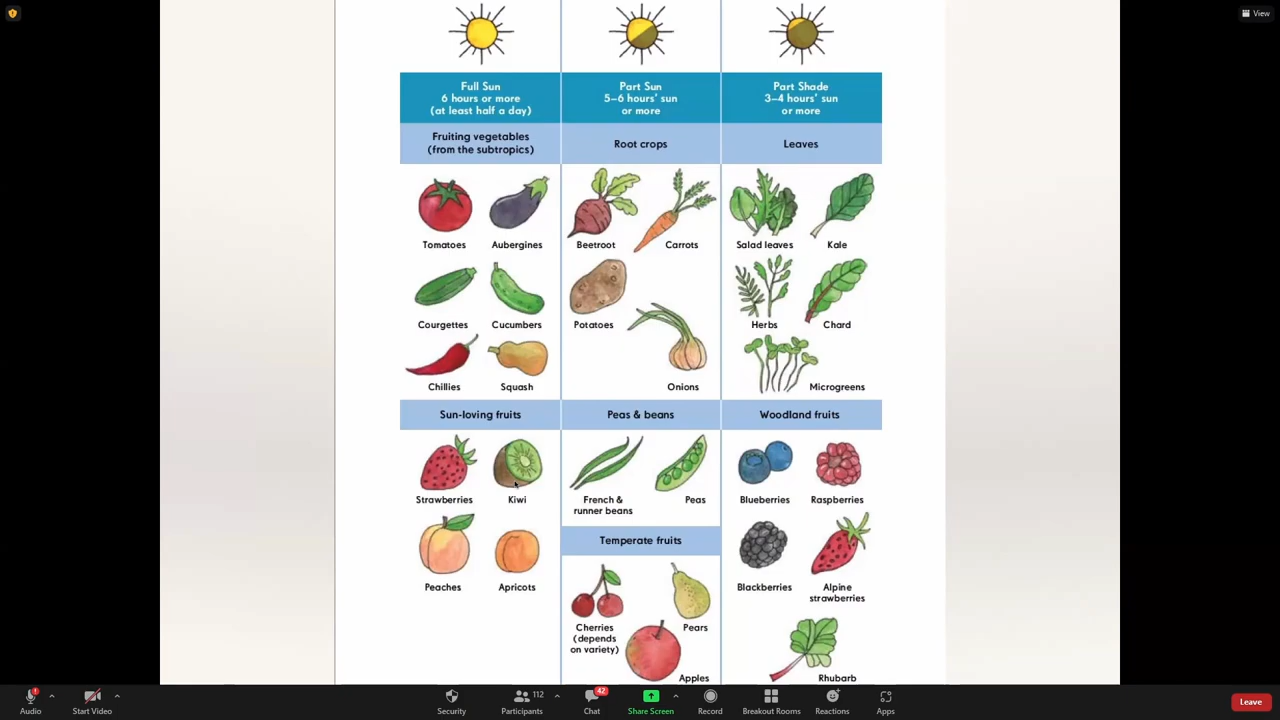 View
Full Sun
6 hours or more
(at least half a day)
Part Sun
5–6 hours' sun
or more
Part Shade
3–4 hours' sun
or more
Fruiting vegetables
(from the subtropics)
Root crops
Leaves
Tomatoes
Aubergines
Beetroot
Carrots
Salad leaves
Kale
Courgettes
Cucumbers
Potatoes
Herbs
Chard
Chillies
Squash
Onions
Microgreens
Sun-loving fruits
Peas & beans
Woodland fruits
Strawberries
Kiwi
French &
runner beans
Peas
Blueberries
Raspberries
Temperate fruits
Peaches
Apricots
Blackberries
Alpine
strawberries
Cherries
(depends
on variety)
Pears
Apples
Rhubarb
Audio
Start Video
Security
Participants
112
Chat
42
Share Screen
Record
Breakout Rooms
Reactions
Apps
Leave